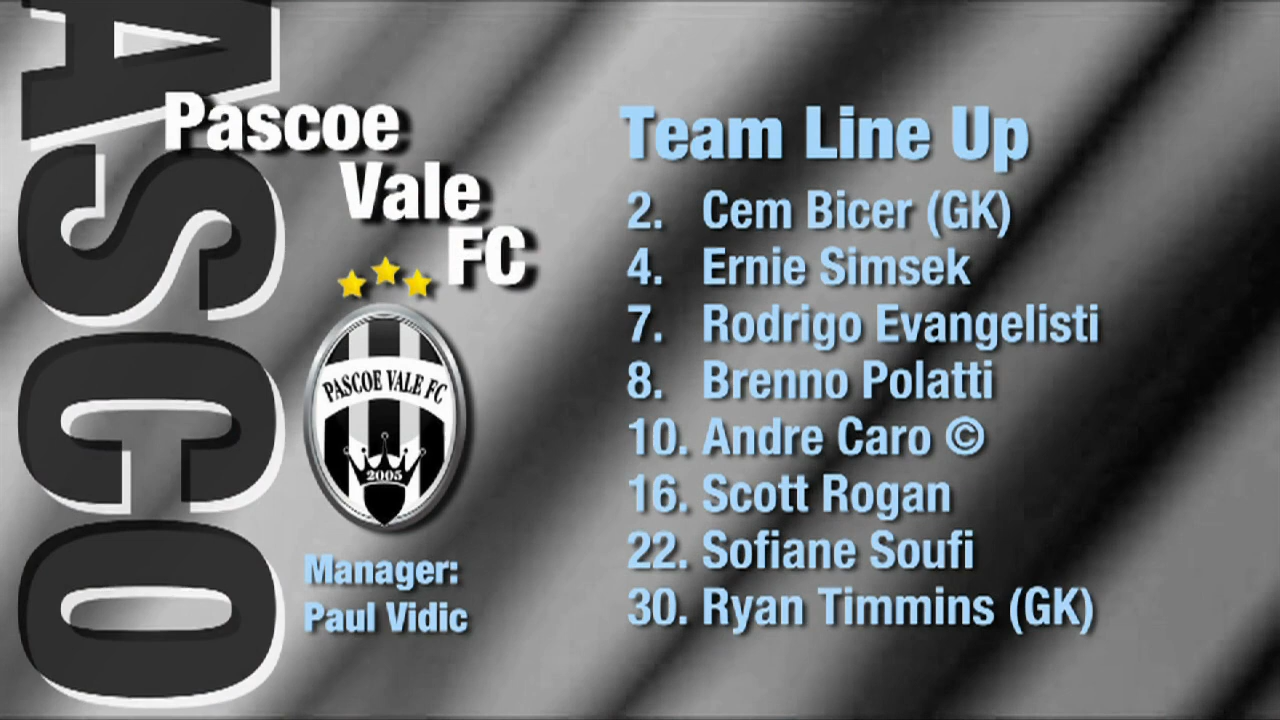 ASCO
Pascoe
Vale
FC
PASCOE VALE FC
2005
Manager:
Paul Vidic
Team Line Up
2. Cem Bicer (GK)
4. Ernie Simsek
7. Rodrigo Evangelisti
8. Brenno Polatti
10. Andre Caro ©
16. Scott Rogan
22. Sofiane Soufi
30. Ryan Timmins (GK)